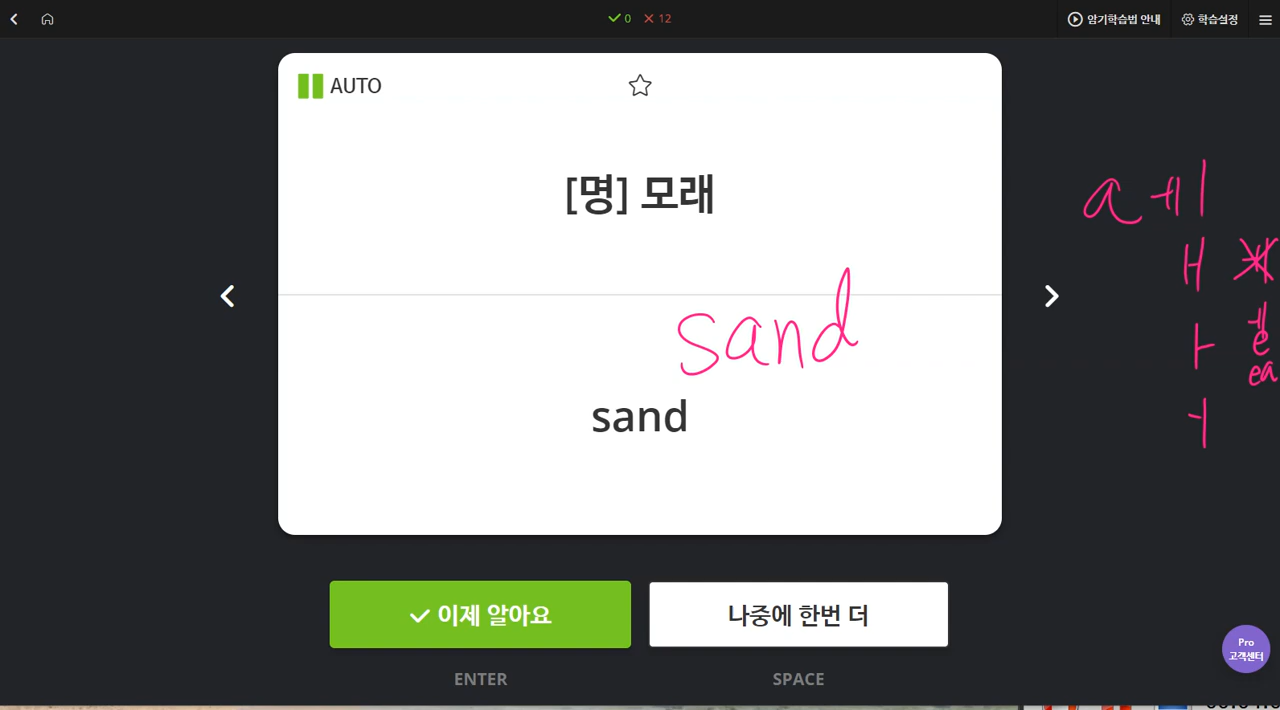 0 12 암기학습법 안내 학습설정
AUTO
[명] 모래
sand
sand
a ㅔㅣ
ㅐ
ㅏ
ㅓ
ㅔ
e
ea
이제 알아요 나중에 한번 더
ENTER SPACE
Pro
고객센터